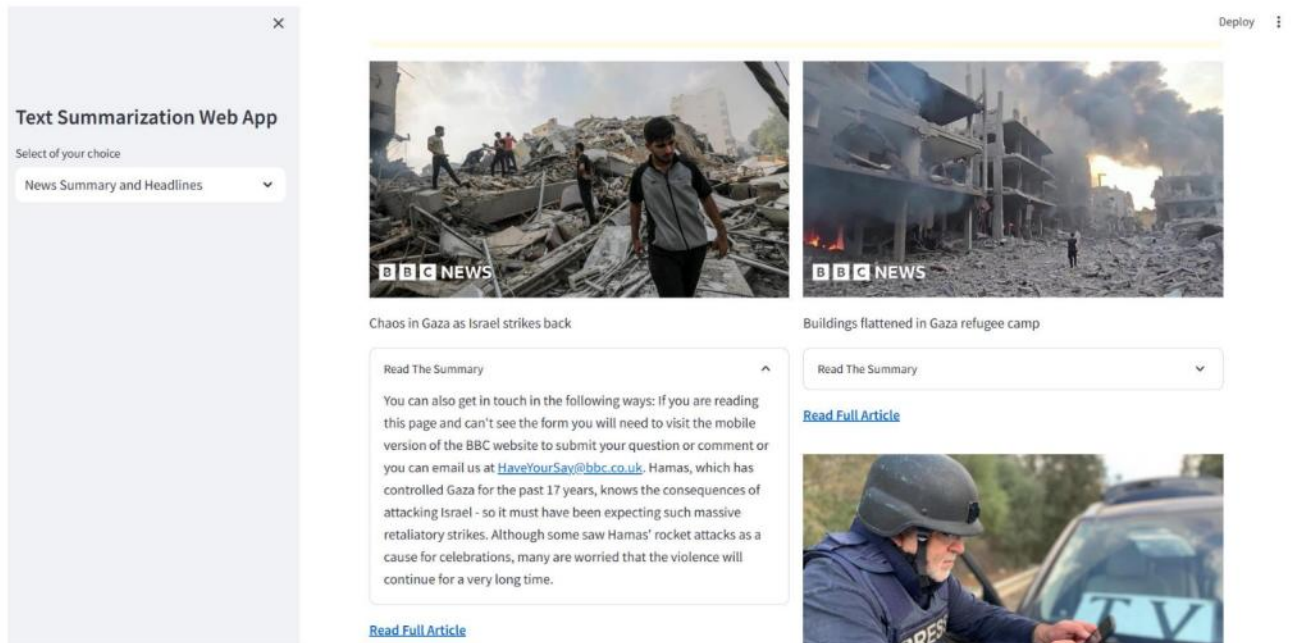 Deploy
Text Summarization Web App
Select of your choice
News Summary and Headlines
BBC NEWS
Chaos in Gaza as Israel strikes back
Read The Summary
You can also get in touch in the following ways: If you are reading
this page and can't see the form you will need to visit the mobile
version of the BBC website to submit your question or comment or
you can email us at HaveYourSay@bbc.co.uk. Hamas, which has
controlled Gaza for the past 17 years, knows the consequences of
attacking Israel - so it must have been expecting such massive
retaliatory strikes. Although some saw Hamas' rocket attacks as a
cause for celebrations, many are worried that the violence will
continue for a very long time.
Read Full Article
BBC NEWS
Buildings flattened in Gaza refugee camp
Read The Summary
Read Full Article
PRESS
TV